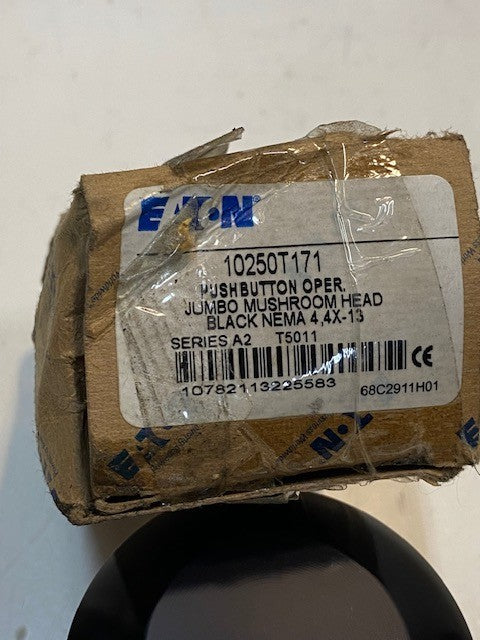 EATON
10250T171
PUSHBUTTON OPER.
JUMBO MUSHROOM HEAD
BLACK NEMA 4,4X-13
SERIES A2 T5011
CE
10782113225583
68C2911H01